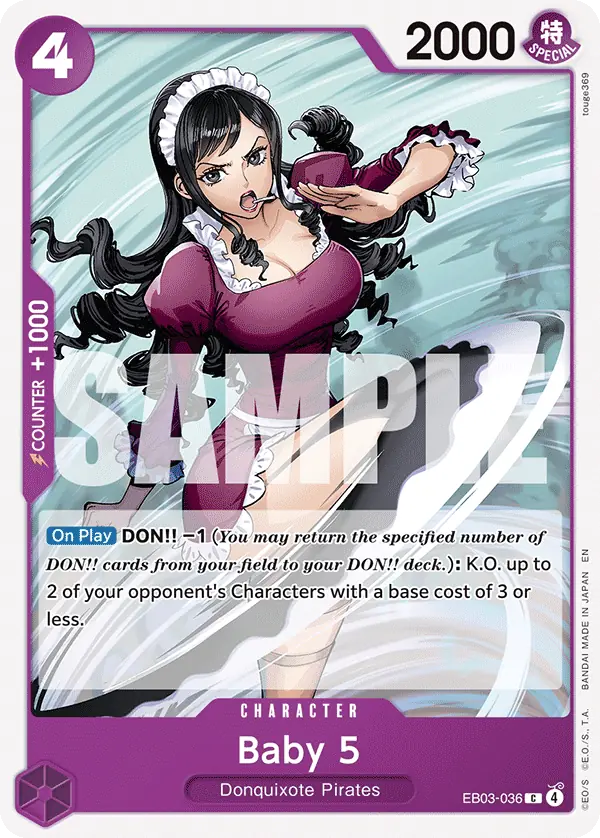 4
2000
特
SPECIAL
touge369
COUNTER +1000
SAMPLE
On Play DON!! −1 (You may return the specified number of
DON!! cards from your field to your DON!! deck.): K.O. up to
2 of your opponent's Characters with a base cost of 3 or
less.
CHARACTER
Baby 5
Donquixote Pirates
EB03-036 C 4
©EO/S ©E.O./S., T.A. BANDAI MADE IN JAPAN EN